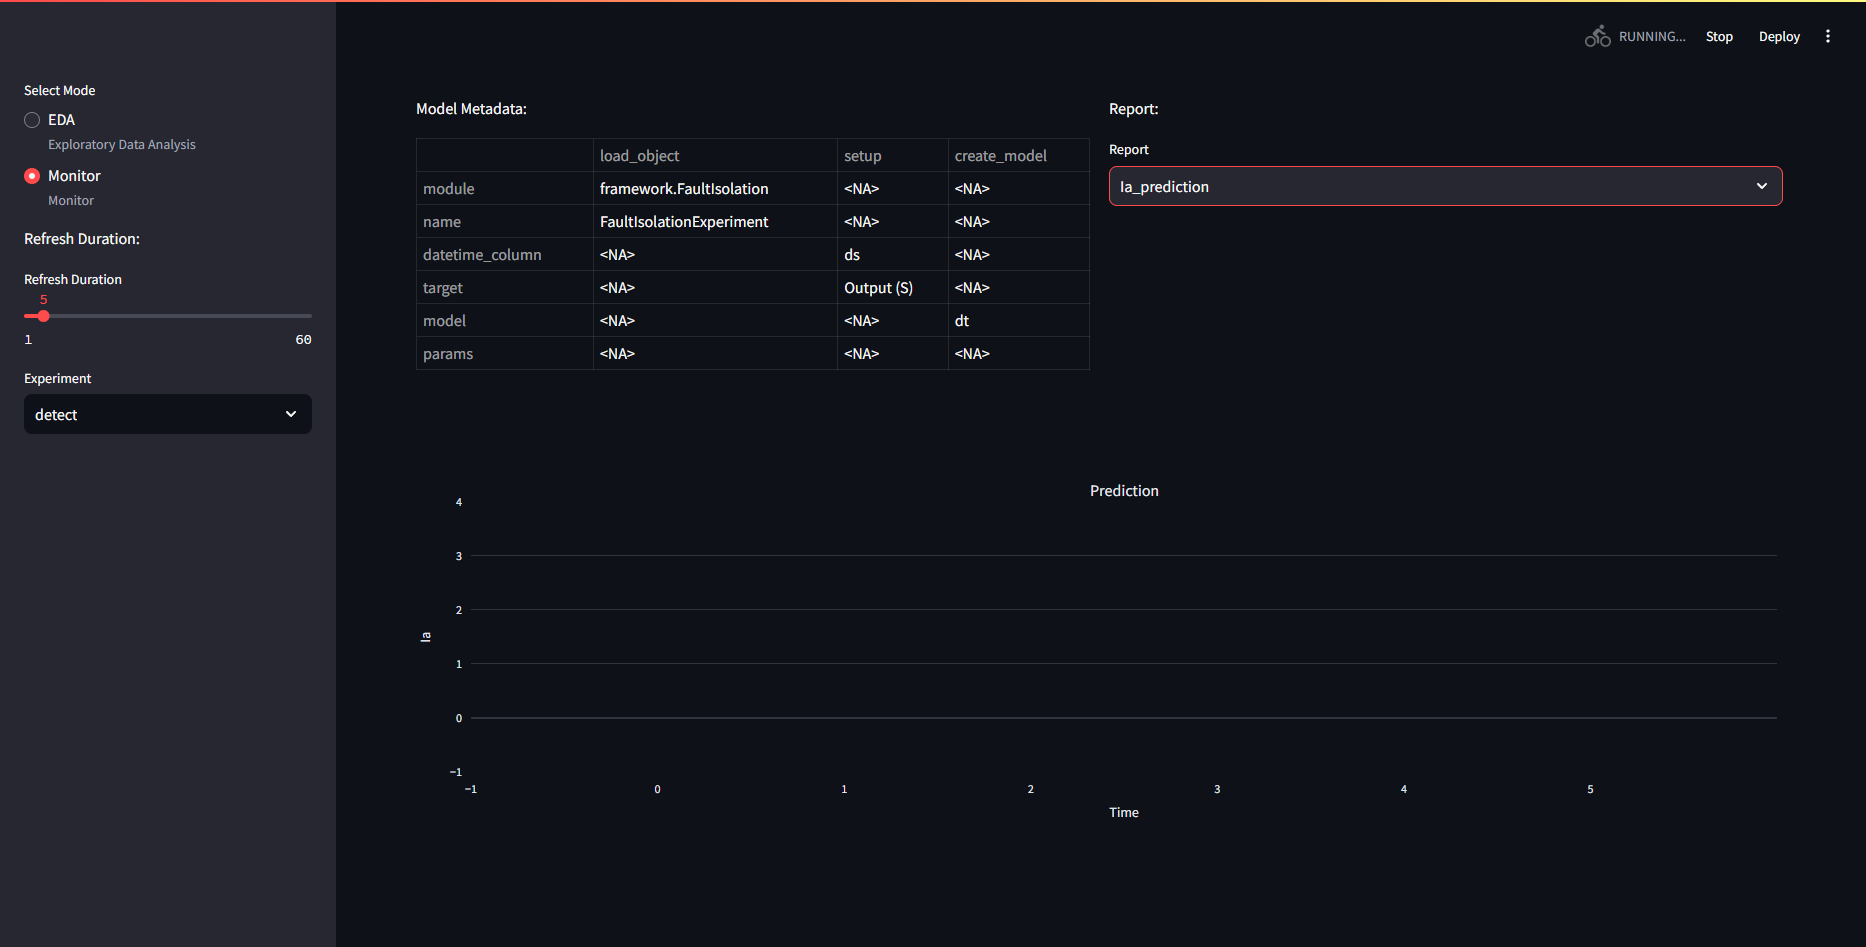 RUNNING...
Stop
Deploy
Select Mode
EDA
Exploratory Data Analysis
Monitor
Monitor
Refresh Duration:
Refresh Duration
5
1 60
Experiment
detect
Model Metadata:
load_object setup create_model
module framework.FaultIsolation <NA> <NA>
name FaultIsolationExperiment <NA> <NA>
datetime_column <NA> ds <NA>
target <NA> Output (S) <NA>
model <NA> <NA> dt
params <NA> <NA> <NA>
Report:
Report
Ia_prediction
Prediction
4
3
2
1
0
−1
Ia
−1 0 1 2 3 4 5
Time